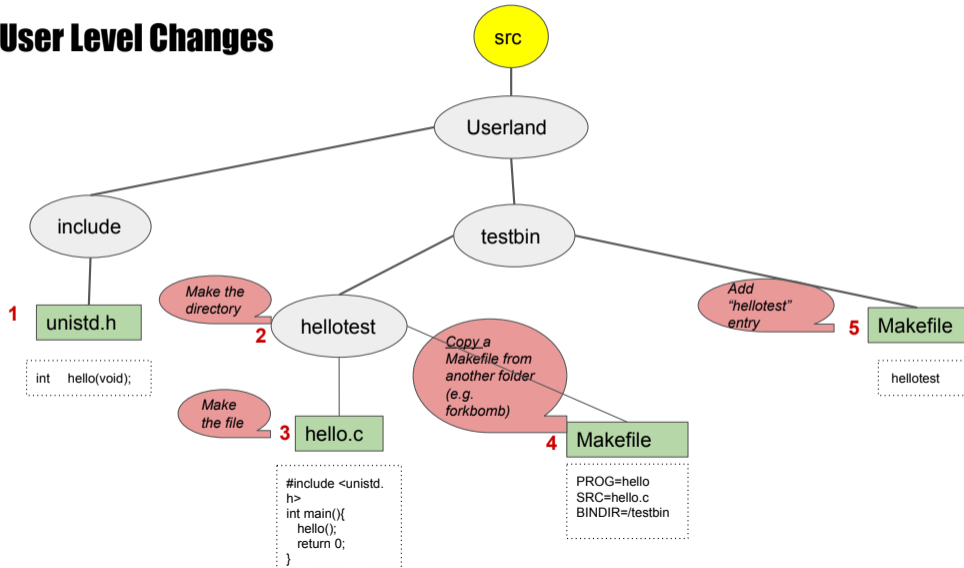 User Level Changes
src
Userland
include
testbin
Make the
directory
Add
“hellotest”
entry
1
unistd.h
2
hellotest
5
Makefile
int hello(void);
Copy a
Makefile from
another folder
(e.g.
forkbomb)
hellotest
Make
the file
3
hello.c
4
Makefile
#include <unistd.
h>
int main(){
hello();
return 0;
}
PROG=hello
SRC=hello.c
BINDIR=/testbin